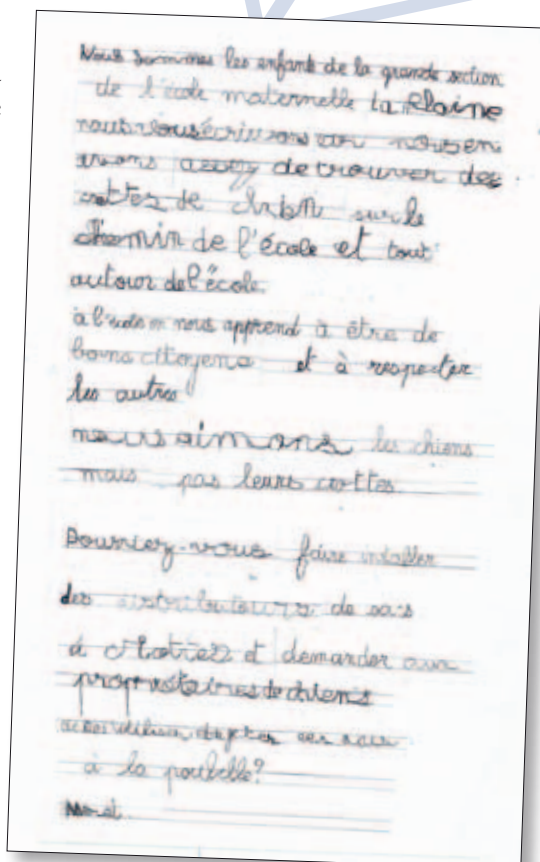 Nous sommes les enfants de la grande section
de l'école maternelle La Plaine
nous vous écrivons car nous en
avons assez de trouver des
crottes de chien sur le
chemin de l'école et tout
autour de l'école.
à l'école on nous apprend à être de
bons citoyens et à respecter
les autres
nous aimons les chiens
mais pas leurs crottes.
Pourriez-vous faire installer
des distributeurs de sacs
à crottes et demander aux
propriétaires de chiens
à la poubelle?
Merci.